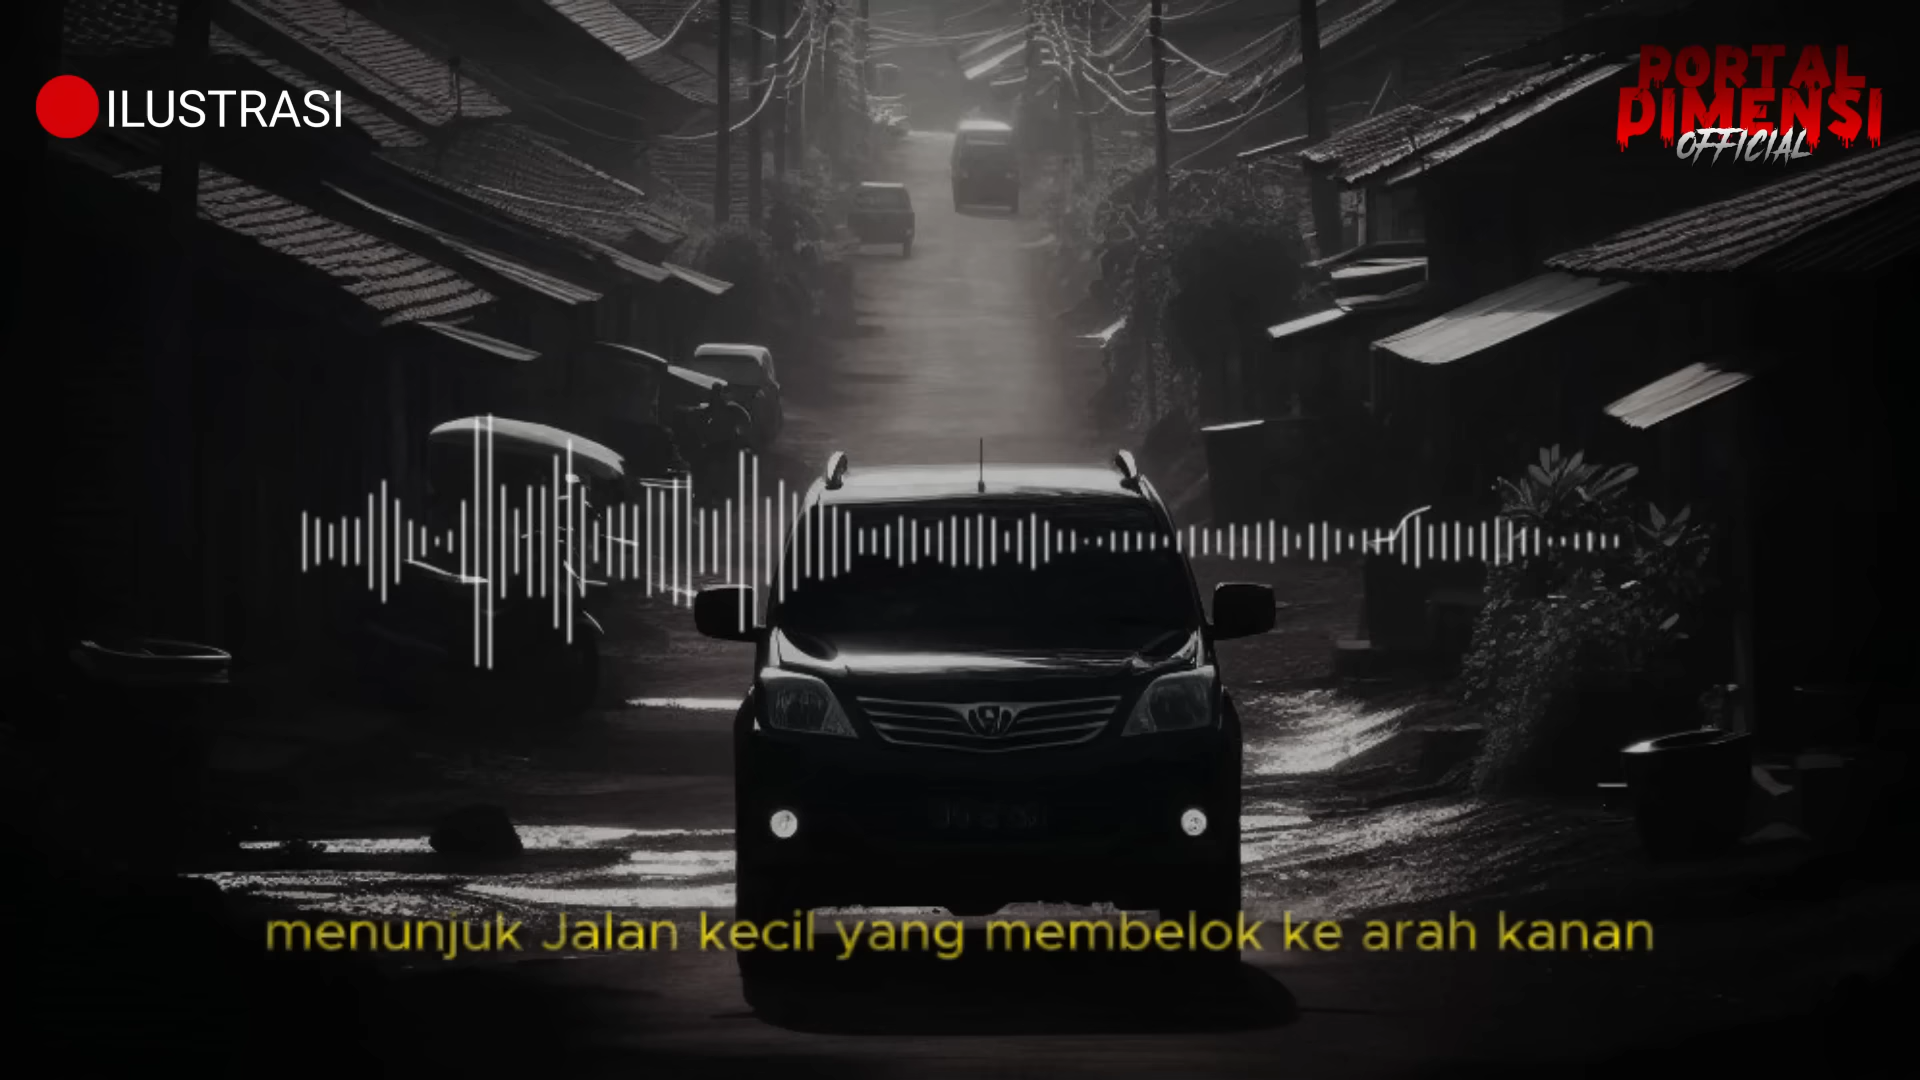 ILUSTRASI
PORTAL
DIMENSI
OFFICIAL
menunjuk Jalan kecil yang membelok ke arah kanan